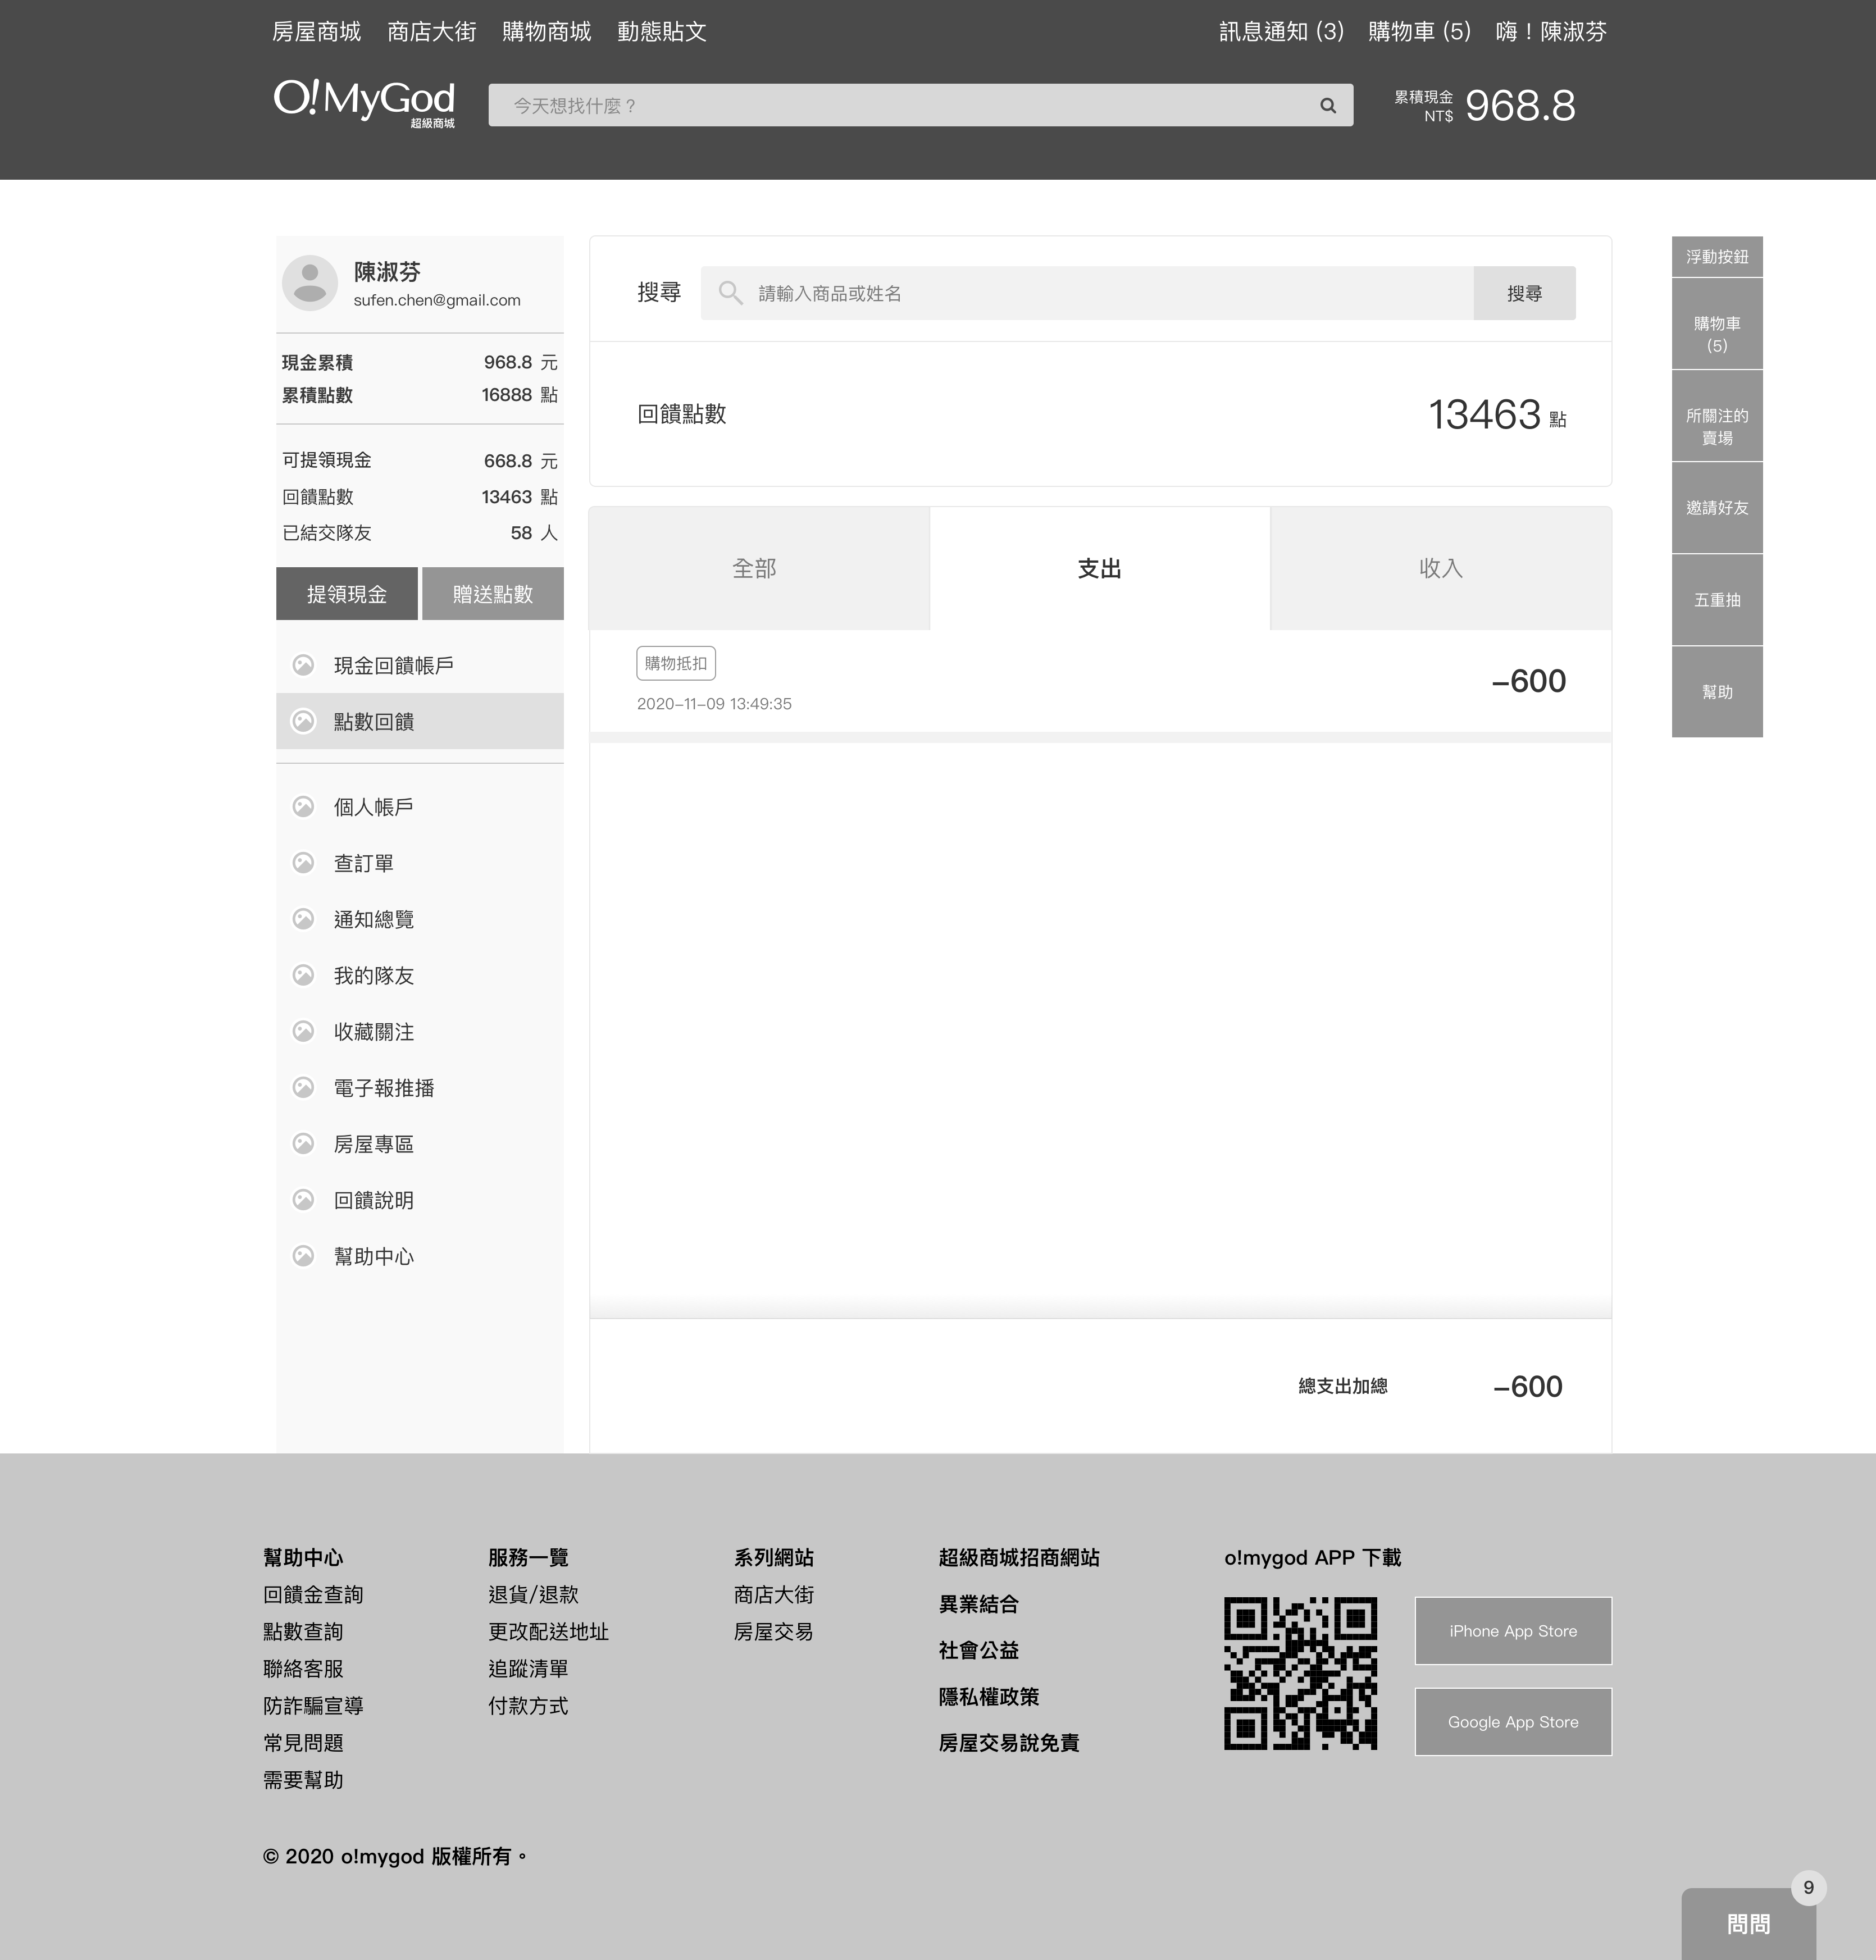 房屋商城 商店大街 購物商城 動態貼文 訊息通知 (3) 購物車 (5) 嗨！陳淑芬
O!MyGod
超級商城
今天想找什麼？
累積現金
NT$
968.8
陳淑芬
sufen.chen@gmail.com
現金累積 968.8 元
累積點數 16888 點
可提領現金 668.8 元
回饋點數 13463 點
已結交隊友 58 人
提領現金 贈送點數
現金回饋帳戶
點數回饋
個人帳戶
查訂單
通知總覽
我的隊友
收藏關注
電子報推播
房屋專區
回饋說明
幫助中心
搜尋 請輸入商品或姓名 搜尋
回饋點數 13463 點
全部 支出 收入
購物抵扣
2020-11-09 13:49:35
-600
總支出加總 -600
浮動按鈕
購物車
(5)
所關注的
賣場
邀請好友
五重抽
幫助
幫助中心
回饋金查詢
點數查詢
聯絡客服
防詐騙宣導
常見問題
需要幫助
服務一覽
退貨/退款
更改配送地址
追蹤清單
付款方式
系列網站
商店大街
房屋交易
超級商城招商網站
異業結合
社會公益
隱私權政策
房屋交易說免責
o!mygod APP 下載
iPhone App Store
Google App Store
© 2020 o!mygod 版權所有。
9
問問